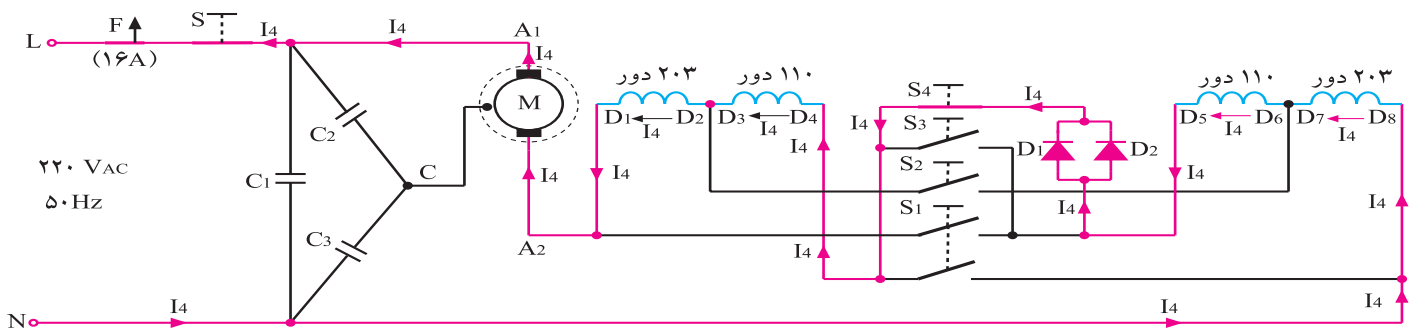 L F S I4 I4 A1
(۱۶A) I4
۲۰۳ دور ۱۱۰ دور
M
D1 D2 D3 D4
I4 I4
S4 I4
I4 S3
I4 S2
S1
D1 D2
۱۱۰ دور ۲۰۳ دور
D5 D6 D7 D8
I4 I4
C2
C1
C
C3
۲۲۰ VAC
۵۰Hz
I4 I4 I4 I4 I4
A2 I4
N I4 I4 I4